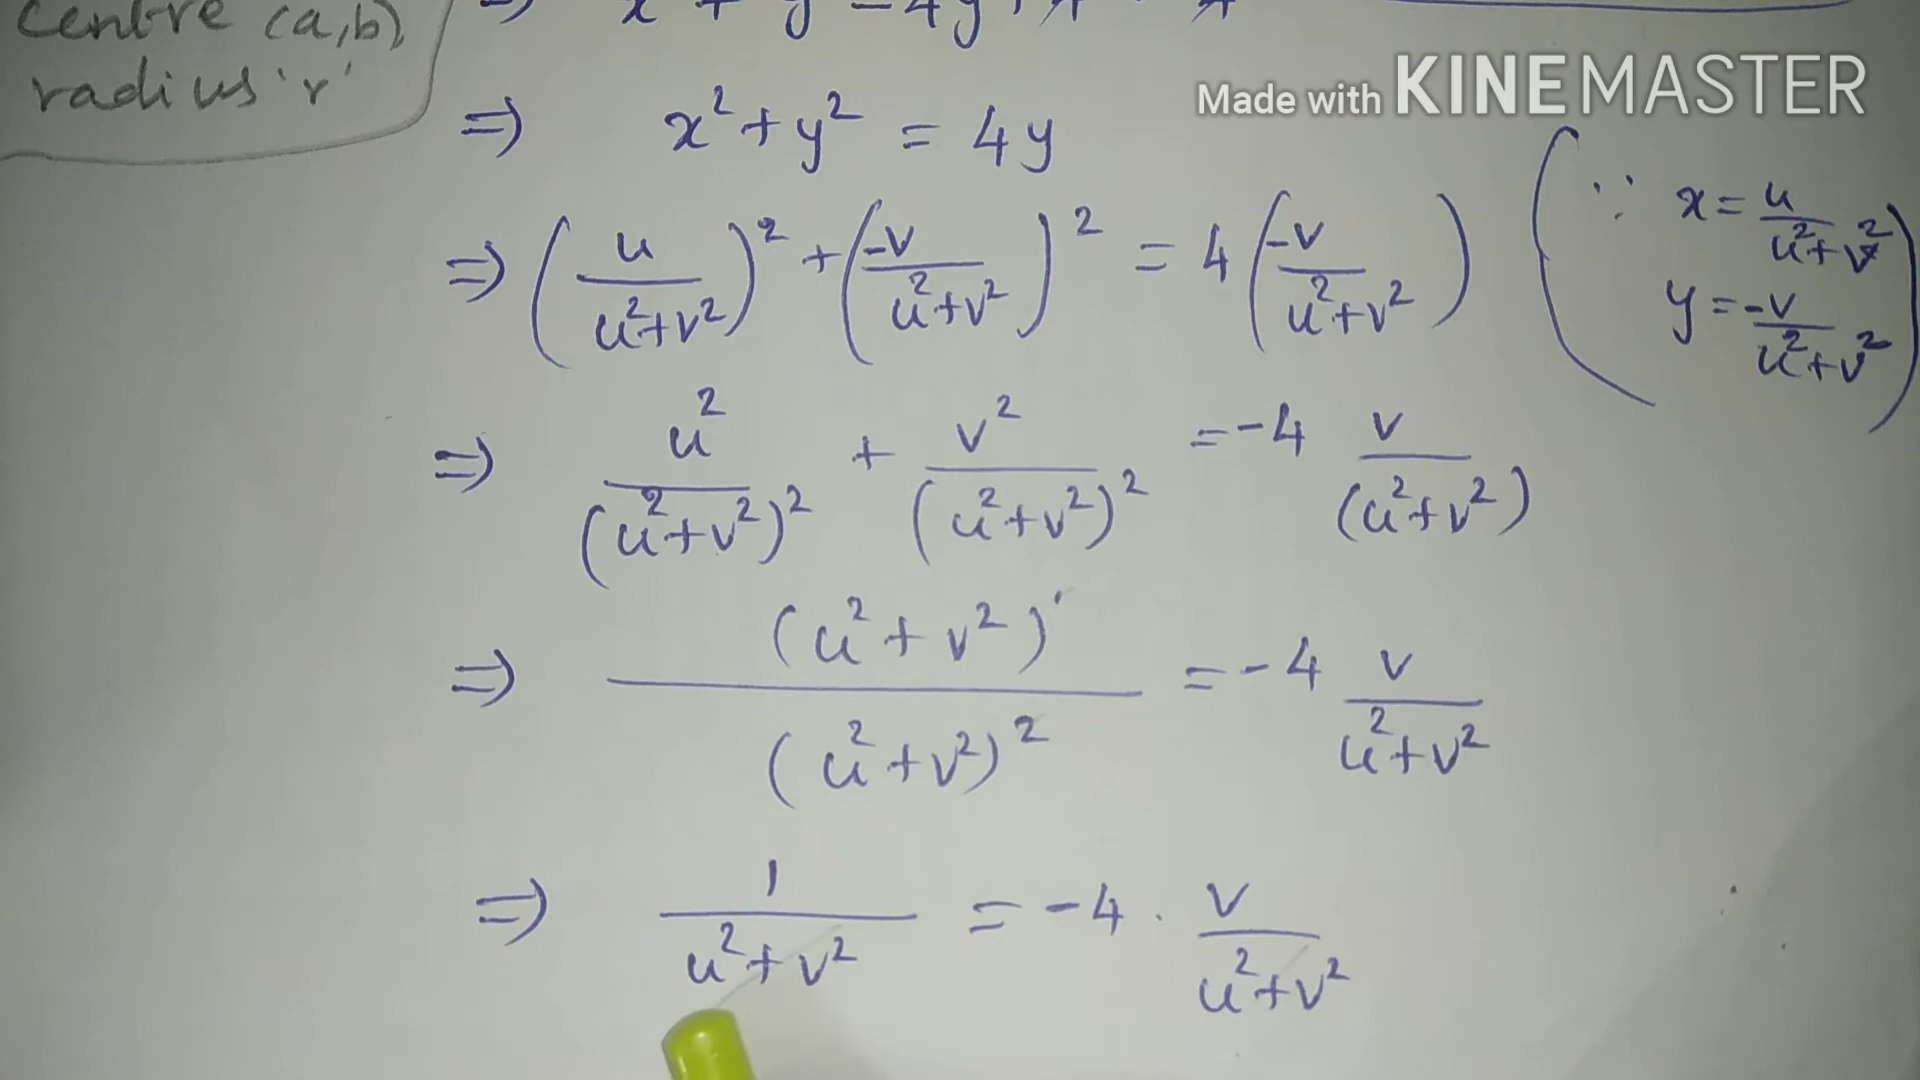 Centre (a,b),
radius 'r'
Made with KINEMASTER
⇒ x² + y² = 4y
⇒ (u/(u²+v²))² + (-v/(u²+v²))² = 4(-v/(u²+v²))
(∵ x = u/(u²+v²)
y = -v/(u²+v²))
⇒ u²/(u²+v²)² + v²/(u²+v²)² = -4 v/(u²+v²)
⇒ (u²+v²)/(u²+v²)² = -4 v/(u²+v²)
⇒ 1/(u²+v²) = -4 . v/(u²+v²)